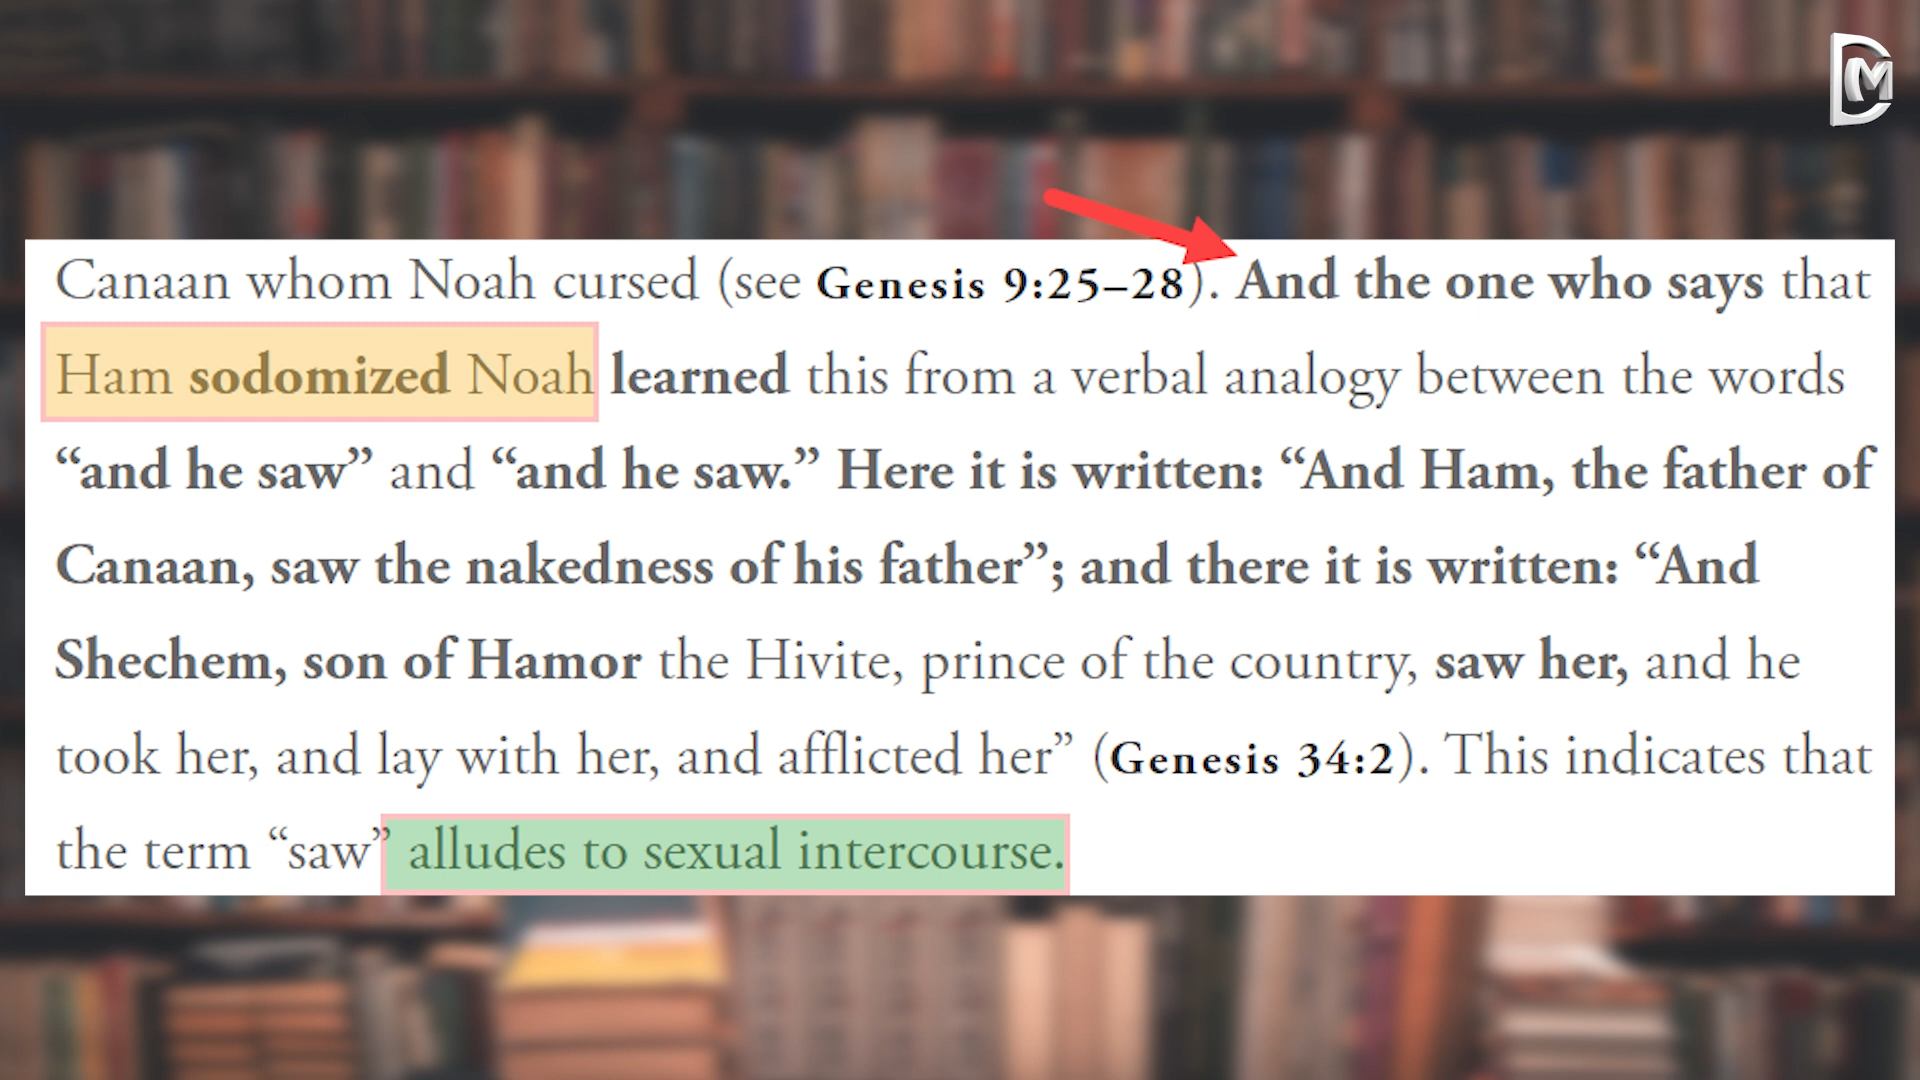 DMC
Canaan whom Noah cursed (see Genesis 9:25–28). And the one who says that
Ham sodomized Noah learned this from a verbal analogy between the words
“and he saw” and “and he saw.” Here it is written: “And Ham, the father of
Canaan, saw the nakedness of his father”; and there it is written: “And
Shechem, son of Hamor the Hivite, prince of the country, saw her, and he
took her, and lay with her, and afflicted her” (Genesis 34:2). This indicates that
the term “saw” alludes to sexual intercourse.